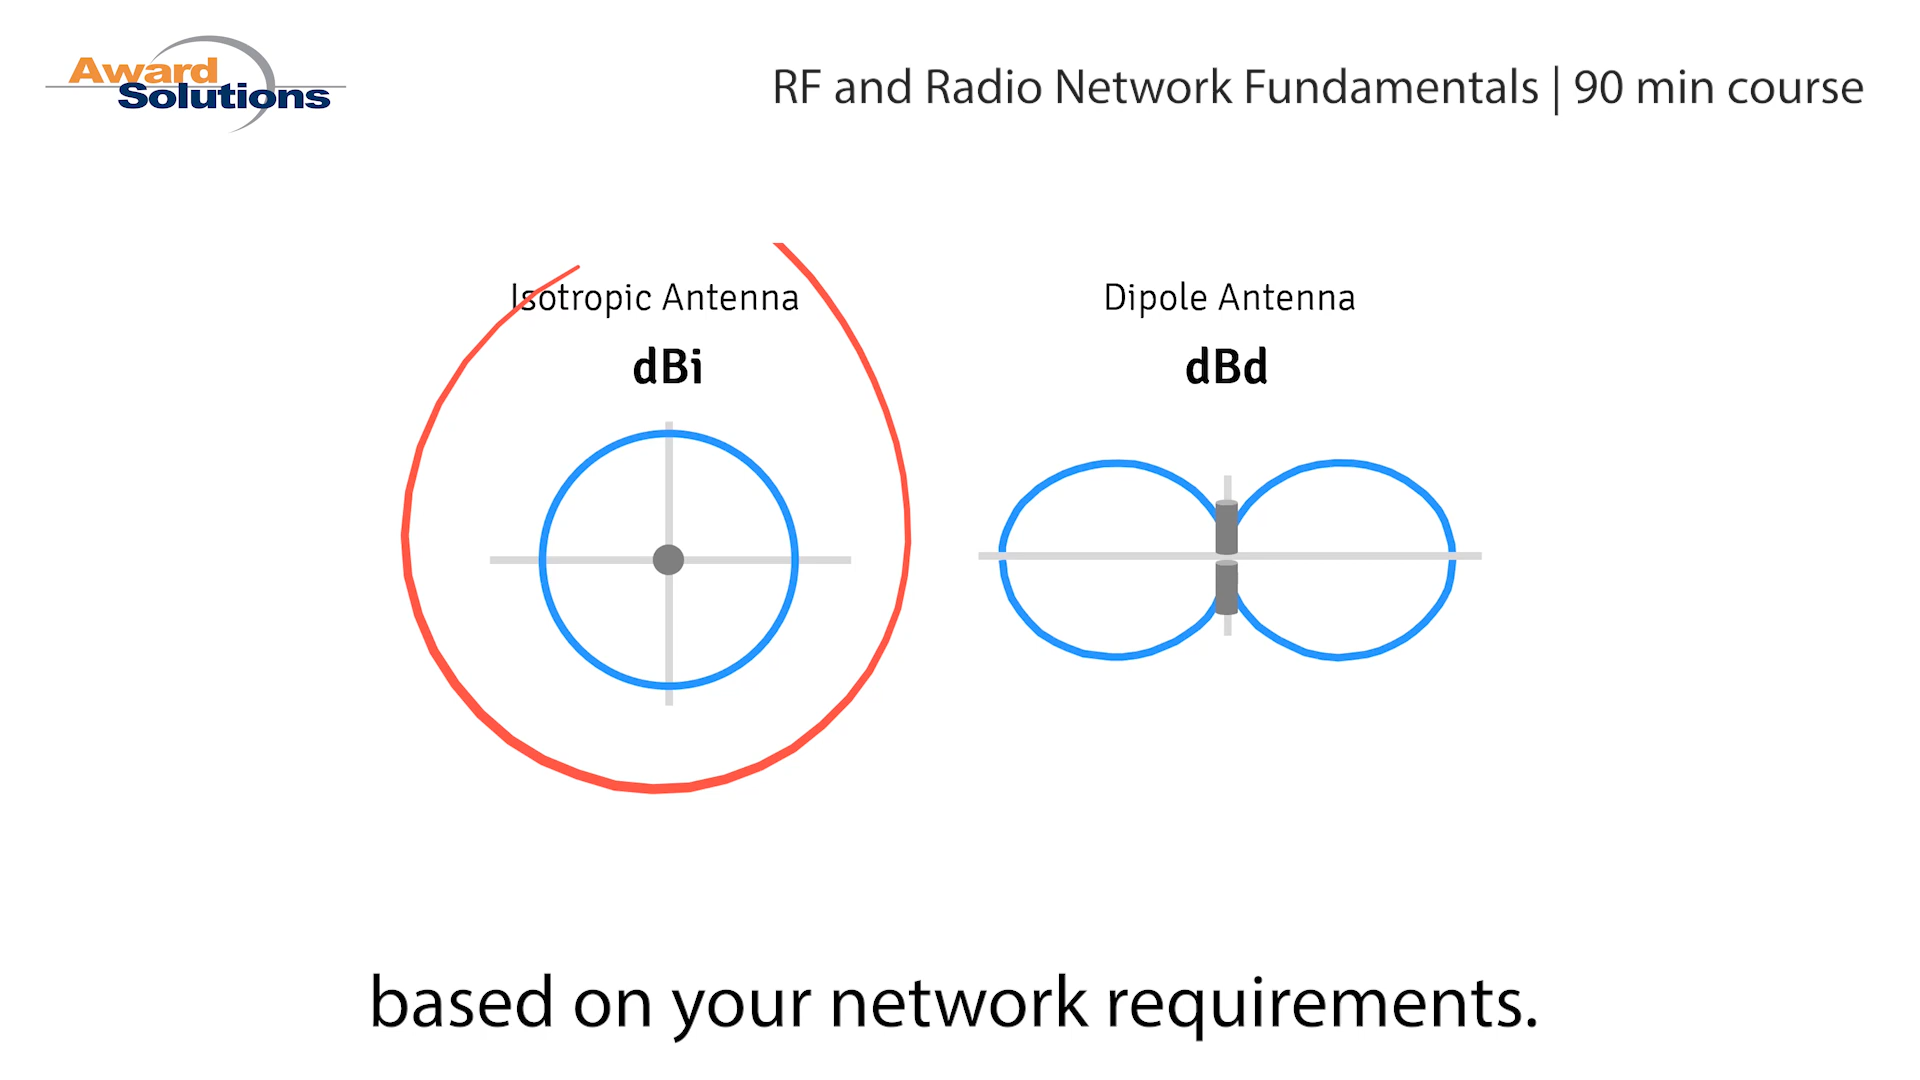 Award
Solutions
RF and Radio Network Fundamentals | 90 min course
Isotropic Antenna
dBi
Dipole Antenna
dBd
based on your network requirements.